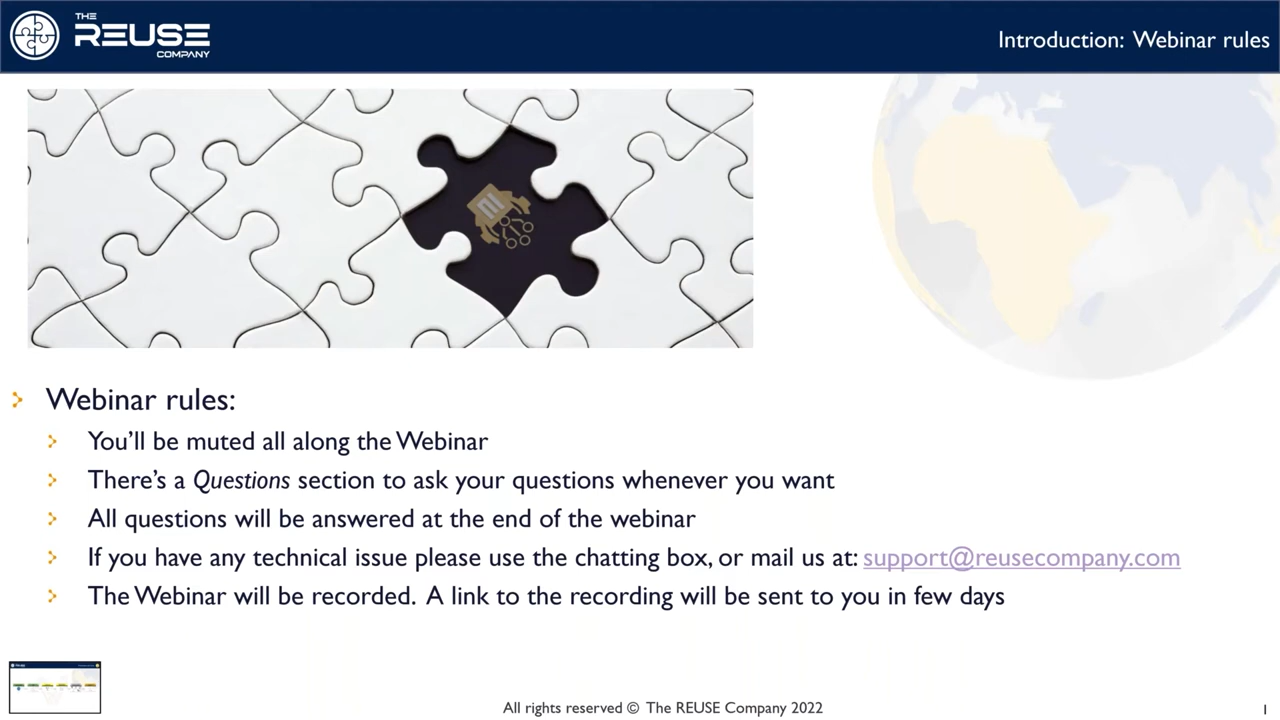 THE
REUSE
COMPANY
Introduction: Webinar rules
Webinar rules:
You'll be muted all along the Webinar
There's a Questions section to ask your questions whenever you want
All questions will be answered at the end of the webinar
If you have any technical issue please use the chatting box, or mail us at: support@reusecompany.com
The Webinar will be recorded. A link to the recording will be sent to you in few days
All rights reserved © The REUSE Company 2022
1